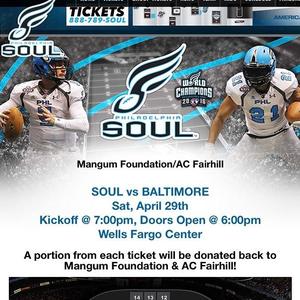 TICKETS
888-789-SOUL
PHILADELPHIA
SOUL
WORLD
CHAMPIONS
2016
PHL
PHL
21
PHILADELPHIA
SOUL
Mangum Foundation/AC Fairhill
SOUL vs BALTIMORE
Sat, April 29th
Kickoff @ 7:00pm, Doors Open @ 6:00pm
Wells Fargo Center
A portion from each ticket will be donated back to
Mangum Foundation & AC Fairhill!
14 13 12